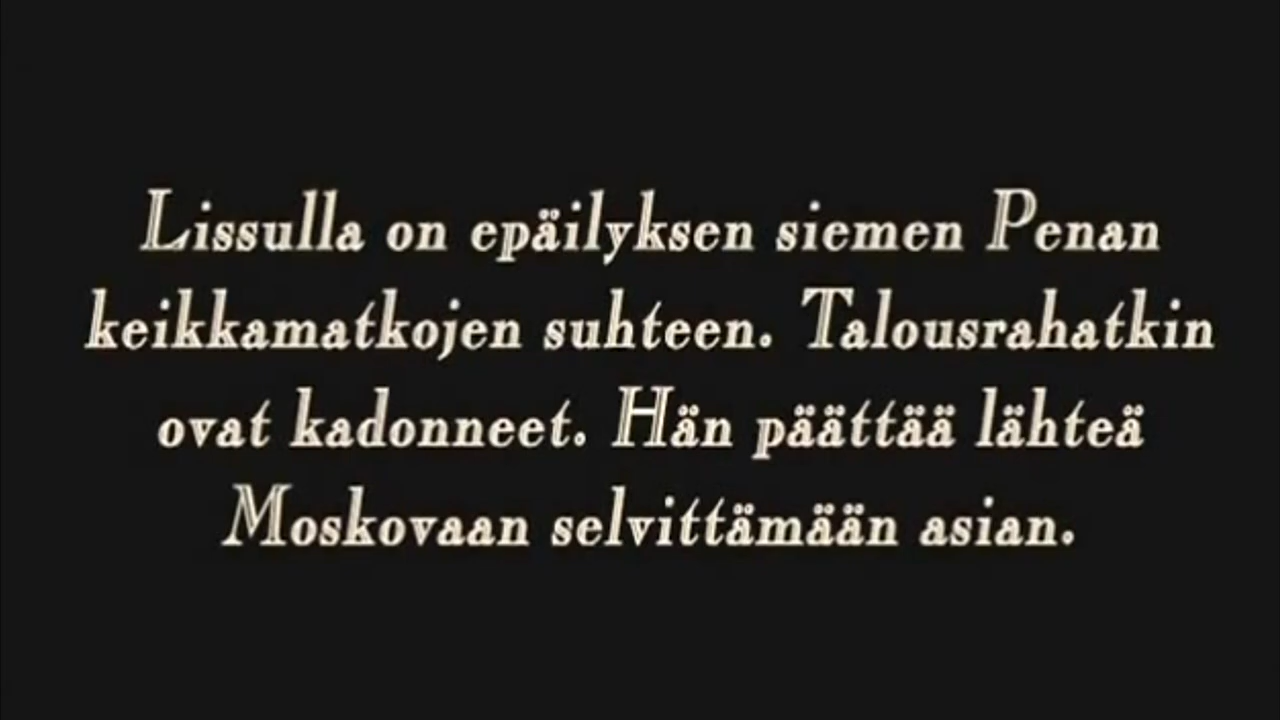 Lissulla on epäilyksen siemen Penan
keikkamatkojen suhteen. Talousrahatkin
ovat kadonneet. Hän päättää lähteä
Moskovaan selvittämään asian.